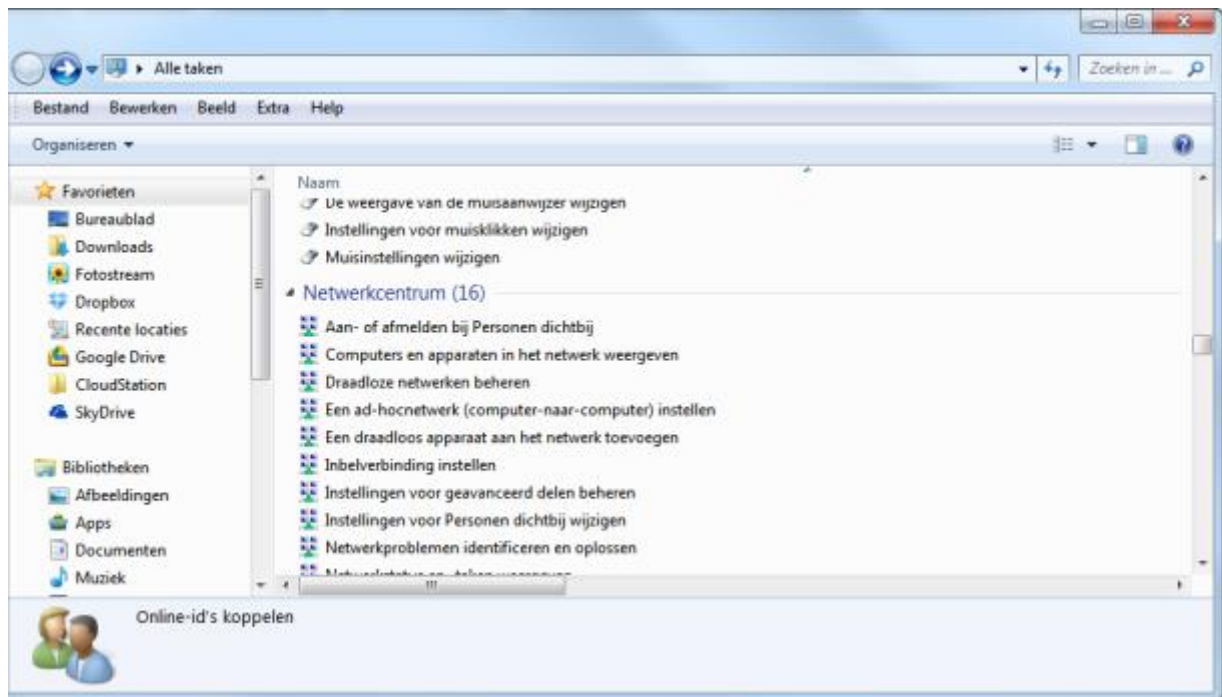 Alle taken
Zoeken in ...
Bestand Bewerken Beeld Extra Help
Organiseren
Favorieten
Bureaublad
Downloads
Fotostream
Dropbox
Recente locaties
Google Drive
CloudStation
SkyDrive
Bibliotheken
Afbeeldingen
Apps
Documenten
Muziek
Naam
De weergave van de muisaanwijzer wijzigen
Instellingen voor muisklikken wijzigen
Muisinstellingen wijzigen
Netwerkcentrum (16)
Aan- of afmelden bij Personen dichtbij
Computers en apparaten in het netwerk weergeven
Draadloze netwerken beheren
Een ad-hocnetwerk (computer-naar-computer) instellen
Een draadloos apparaat aan het netwerk toevoegen
Inbelverbinding instellen
Instellingen voor geavanceerd delen beheren
Instellingen voor Personen dichtbij wijzigen
Netwerkproblemen identificeren en oplossen
Online-id's koppelen